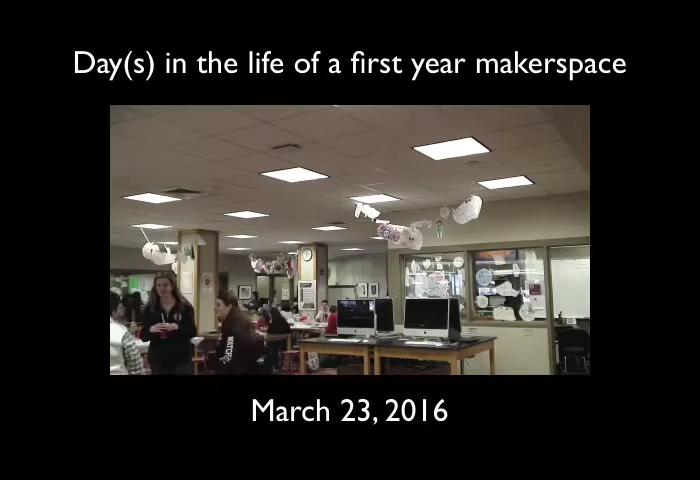 Day(s) in the life of a first year makerspace
March 23, 2016